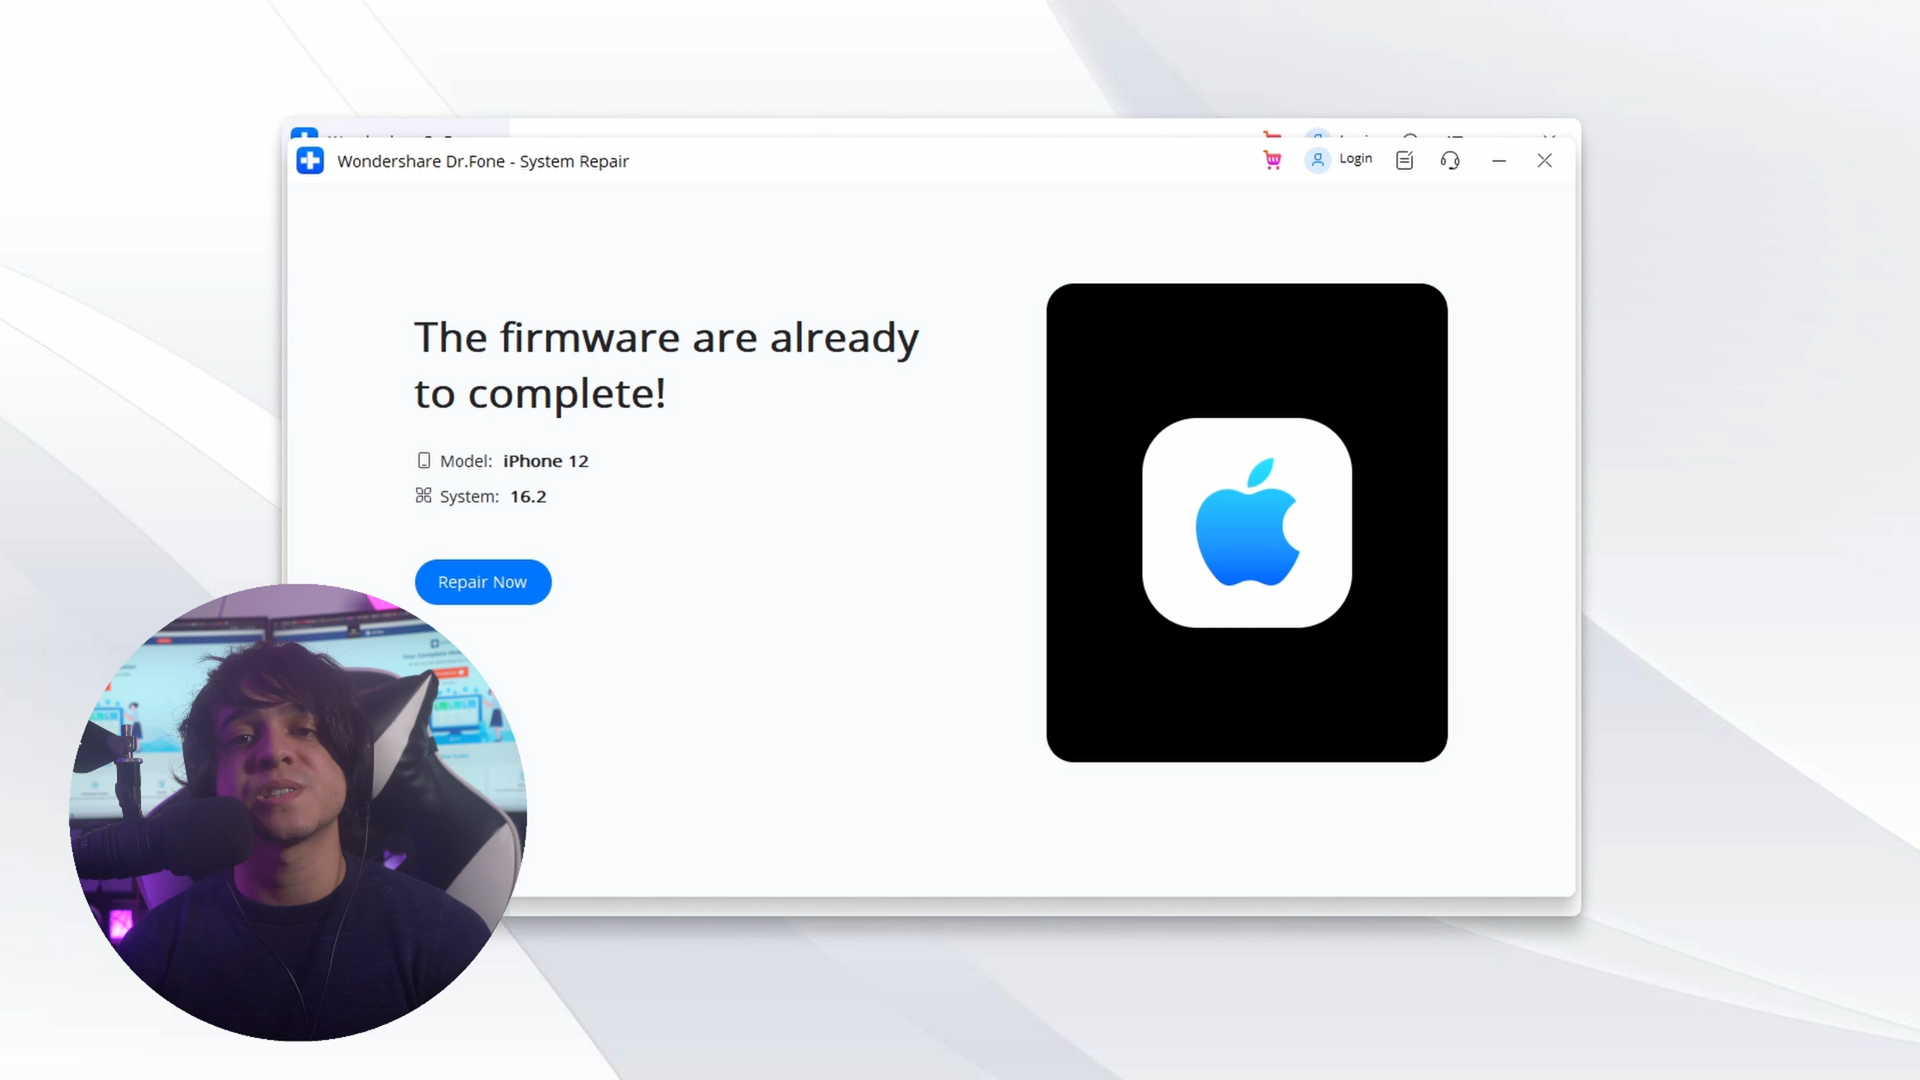 Wondershare Dr.Fone - System Repair
Login
The firmware are already
to complete!
Model: iPhone 12
System: 16.2
Repair Now